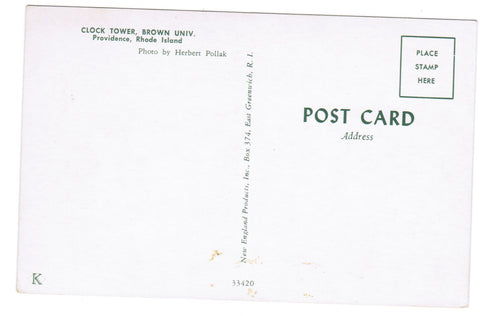 CLOCK TOWER, BROWN UNIV.
Providence, Rhode Island
Photo by Herbert Pollak
New England Products, Inc., Box 374, East Greenwich, R. I.
PLACE
STAMP
HERE
POST CARD
Address
K
33420